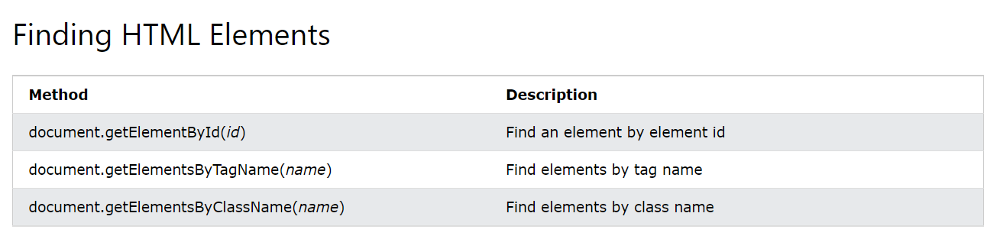 Finding HTML Elements
Method Description
document.getElementById(id) Find an element by element id
document.getElementsByTagName(name) Find elements by tag name
document.getElementsByClassName(name) Find elements by class name